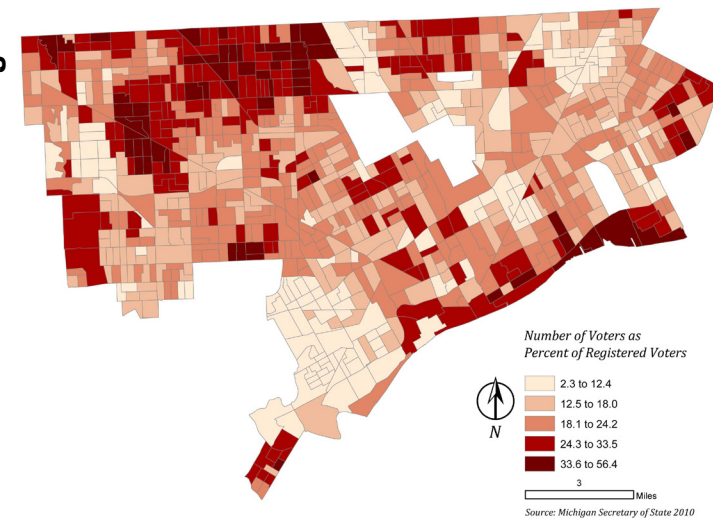 b
Number of Voters as
Percent of Registered Voters
2.3 to 12.4
12.5 to 18.0
18.1 to 24.2
24.3 to 33.5
33.6 to 56.4
N
3
Miles
Source: Michigan Secretary of State 2010